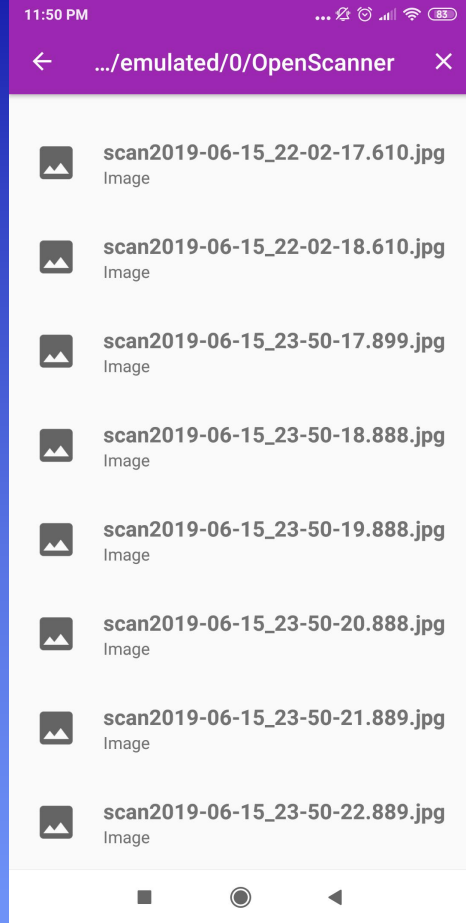 11:50 PM
83
.../emulated/0/OpenScanner
scan2019-06-15_22-02-17.610.jpg
Image
scan2019-06-15_22-02-18.610.jpg
Image
scan2019-06-15_23-50-17.899.jpg
Image
scan2019-06-15_23-50-18.888.jpg
Image
scan2019-06-15_23-50-19.888.jpg
Image
scan2019-06-15_23-50-20.888.jpg
Image
scan2019-06-15_23-50-21.889.jpg
Image
scan2019-06-15_23-50-22.889.jpg
Image